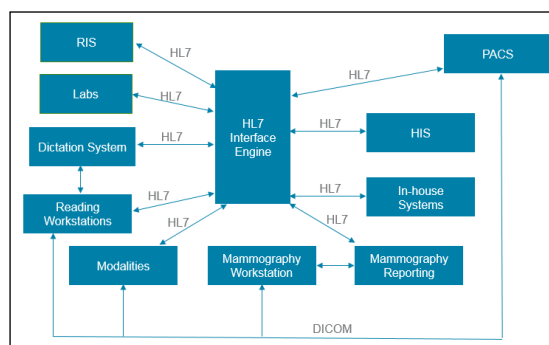 RIS
HL7
PACS
HL7
Labs
HL7
HL7
Interface
Engine
HL7
HIS
Dictation System
HL7
In-house
Systems
HL7
Reading
Workstations
HL7
HL7
HL7
Modalities
Mammography
Workstation
Mammography
Reporting
DICOM